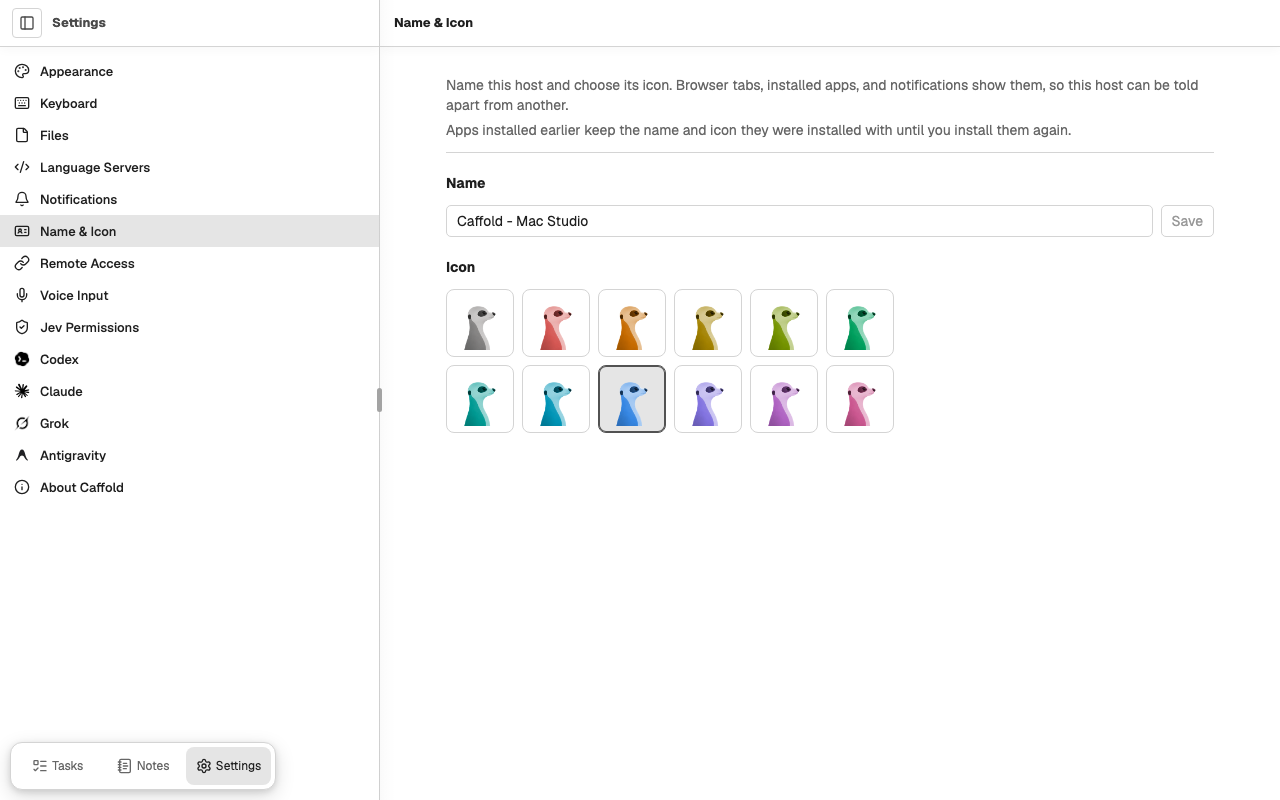 Settings
Name & Icon
Appearance
Keyboard
Files
Language Servers
Notifications
Name & Icon
Remote Access
Voice Input
Jev Permissions
Codex
Claude
Grok
Antigravity
About Caffold
Name this host and choose its icon. Browser tabs, installed apps, and notifications show them, so this host can be told
apart from another.
Apps installed earlier keep the name and icon they were installed with until you install them again.
Name
Caffold - Mac Studio
Save
Icon
Tasks
Notes
Settings